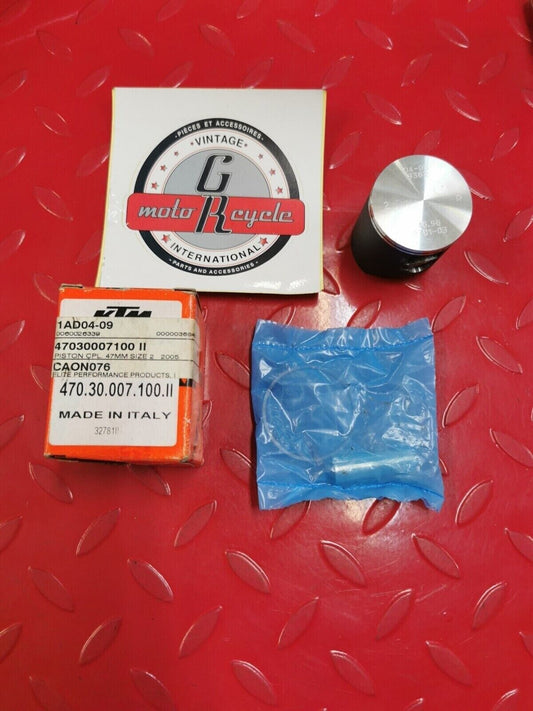 PIÈCES ET ACCESSOIRES
VINTAGE
G
moto R cycle
INTERNATIONAL
PARTS AND ACCESSORIES
KTM
1AD04-09
47030007100 II
PISTON CPL. 47MM SIZE 2 2005
CAON076
ELITE PERFORMANCE PRODUCTS, I
470.30.007.100.II
MADE IN ITALY